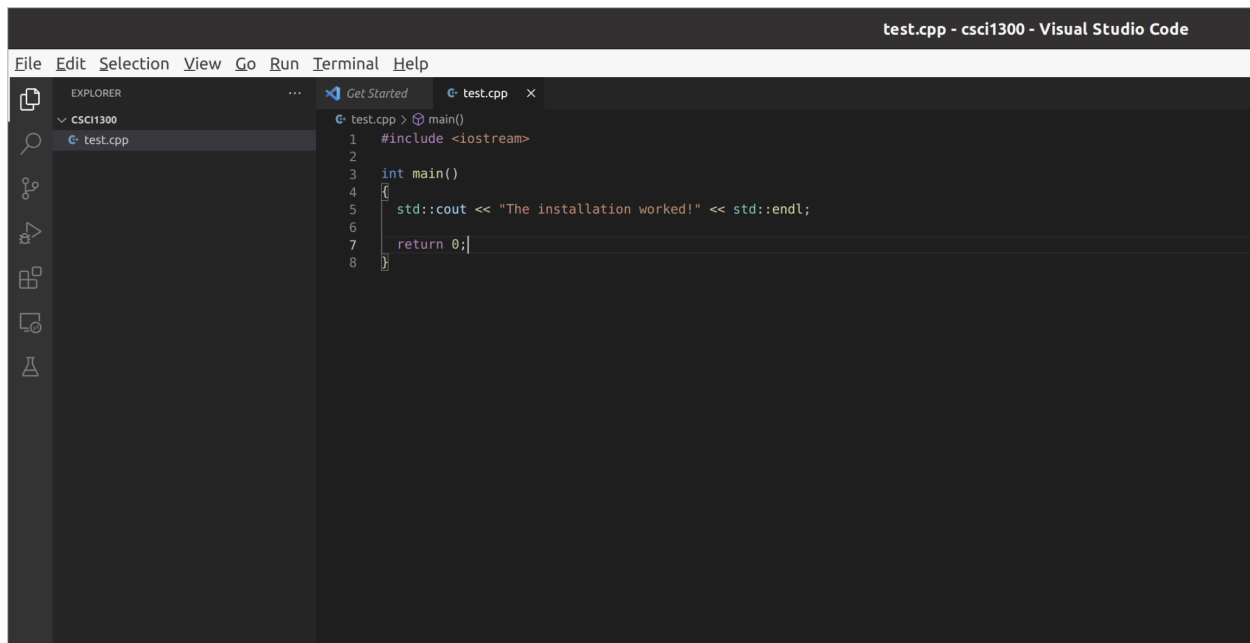 test.cpp - csci1300 - Visual Studio Code
File Edit Selection View Go Run Terminal Help
EXPLORER ...
CSCI1300
test.cpp
Get Started test.cpp
test.cpp > main()
1 #include <iostream>
2
3 int main()
4 {
5 std::cout << "The installation worked!" << std::endl;
6
7 return 0;
8 }